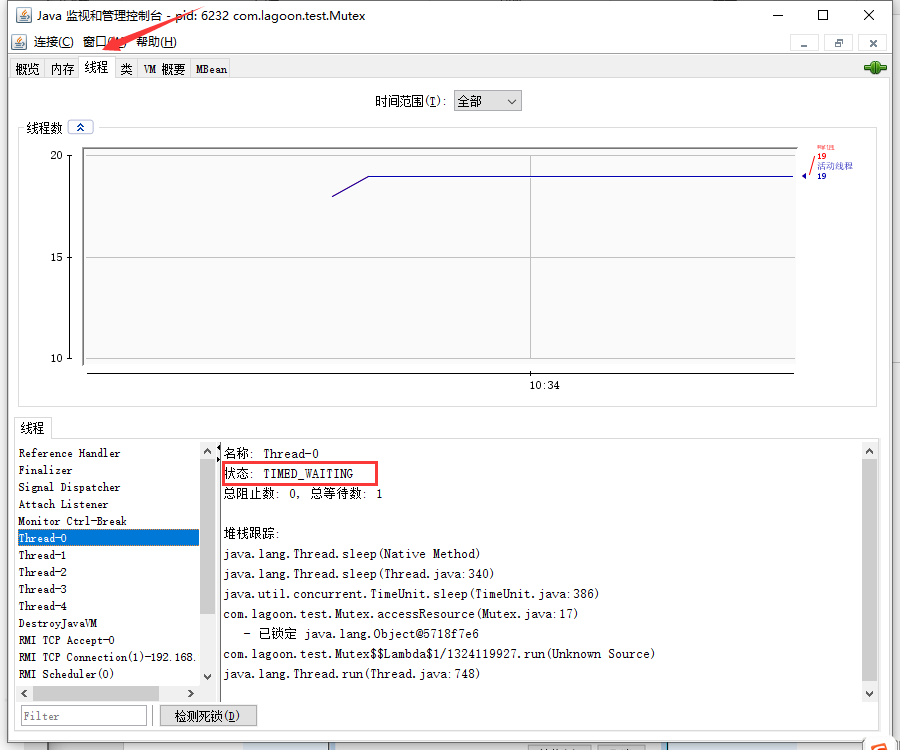 Java 监视和管理控制台 - pid: 6232 com.lagoon.test.Mutex
连接(C) 窗口 帮助(H)
概览 内存 线程 类 VM 概要 MBean
时间范围(T): 全部
线程数
20
15
10
10:34
19
活动线程
19
线程
Reference Handler
Finalizer
Signal Dispatcher
Attach Listener
Monitor Ctrl-Break
Thread-0
Thread-1
Thread-2
Thread-3
Thread-4
DestroyJavaVM
RMI TCP Accept-0
RMI TCP Connection(1)-192.168.
RMI Scheduler(0)
Filter
检测死锁(D)
名称: Thread-0
状态: TIMED_WAITING
总阻止数: 0, 总等待数: 1
堆栈跟踪:
java.lang.Thread.sleep(Native Method)
java.lang.Thread.sleep(Thread.java:340)
java.util.concurrent.TimeUnit.sleep(TimeUnit.java:386)
com.lagoon.test.Mutex.accessResource(Mutex.java:17)
- 已锁定 java.lang.Object@5718f7e6
com.lagoon.test.Mutex$$Lambda$1/1324119927.run(Unknown Source)
java.lang.Thread.run(Thread.java:748)